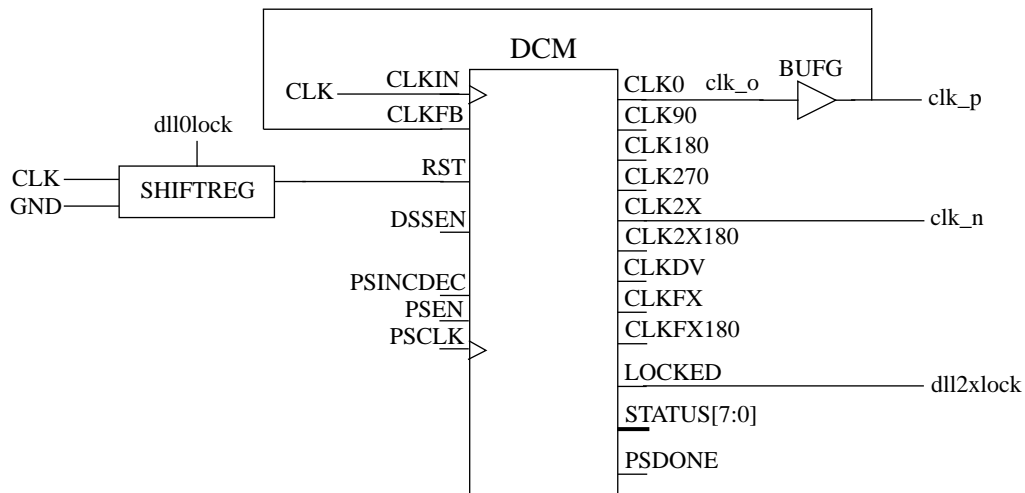 DCM
BUFG
CLKIN
CLK
CLKFB
CLK0
clk_o
clk_p
CLK90
dll0lock
CLK180
RST
CLK
GND
SHIFTREG
CLK270
CLK2X
clk_n
DSSEN
CLK2X180
CLKDV
PSINCDEC
CLKFX
PSEN
CLKFX180
PSCLK
LOCKED
dll2xlock
STATUS[7:0]
PSDONE